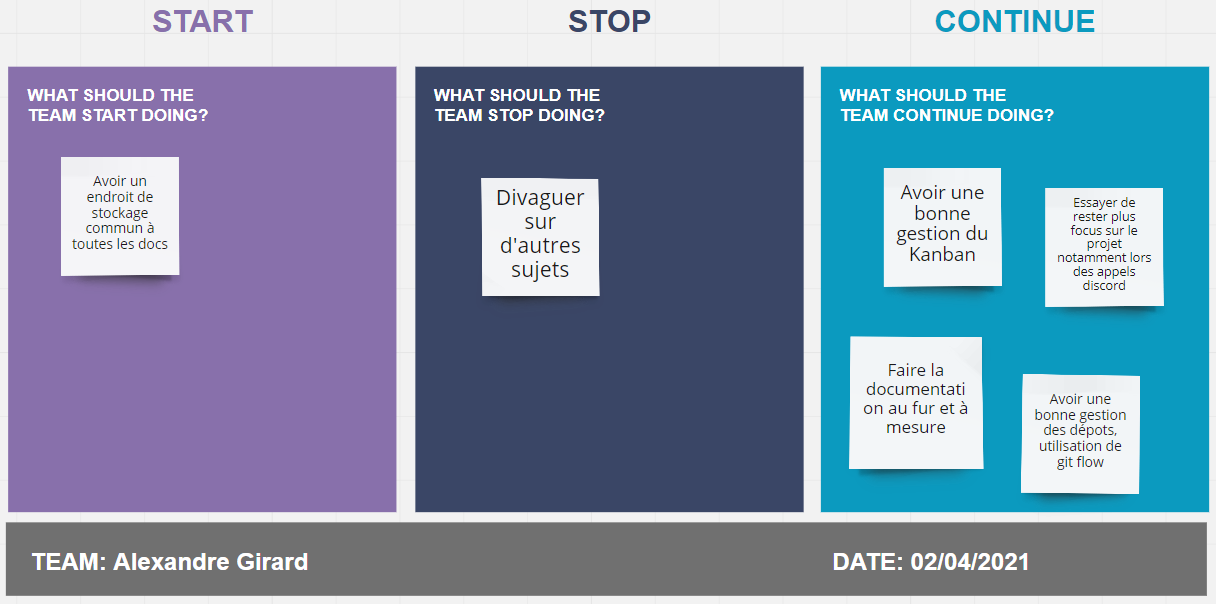 START
STOP
CONTINUE
WHAT SHOULD THE
TEAM START DOING?
Avoir un
endroit de
stockage
commun à
toutes les docs
WHAT SHOULD THE
TEAM STOP DOING?
Divaguer
sur
d'autres
sujets
WHAT SHOULD THE
TEAM CONTINUE DOING?
Avoir une
bonne
gestion du
Kanban
Essayer de
rester plus
focus sur le
projet
notamment lors
des appels
discord
Faire la
documentati
on au fur et à
mesure
Avoir une
bonne gestion
des dépots,
utilisation de
git flow
TEAM: Alexandre Girard
DATE: 02/04/2021